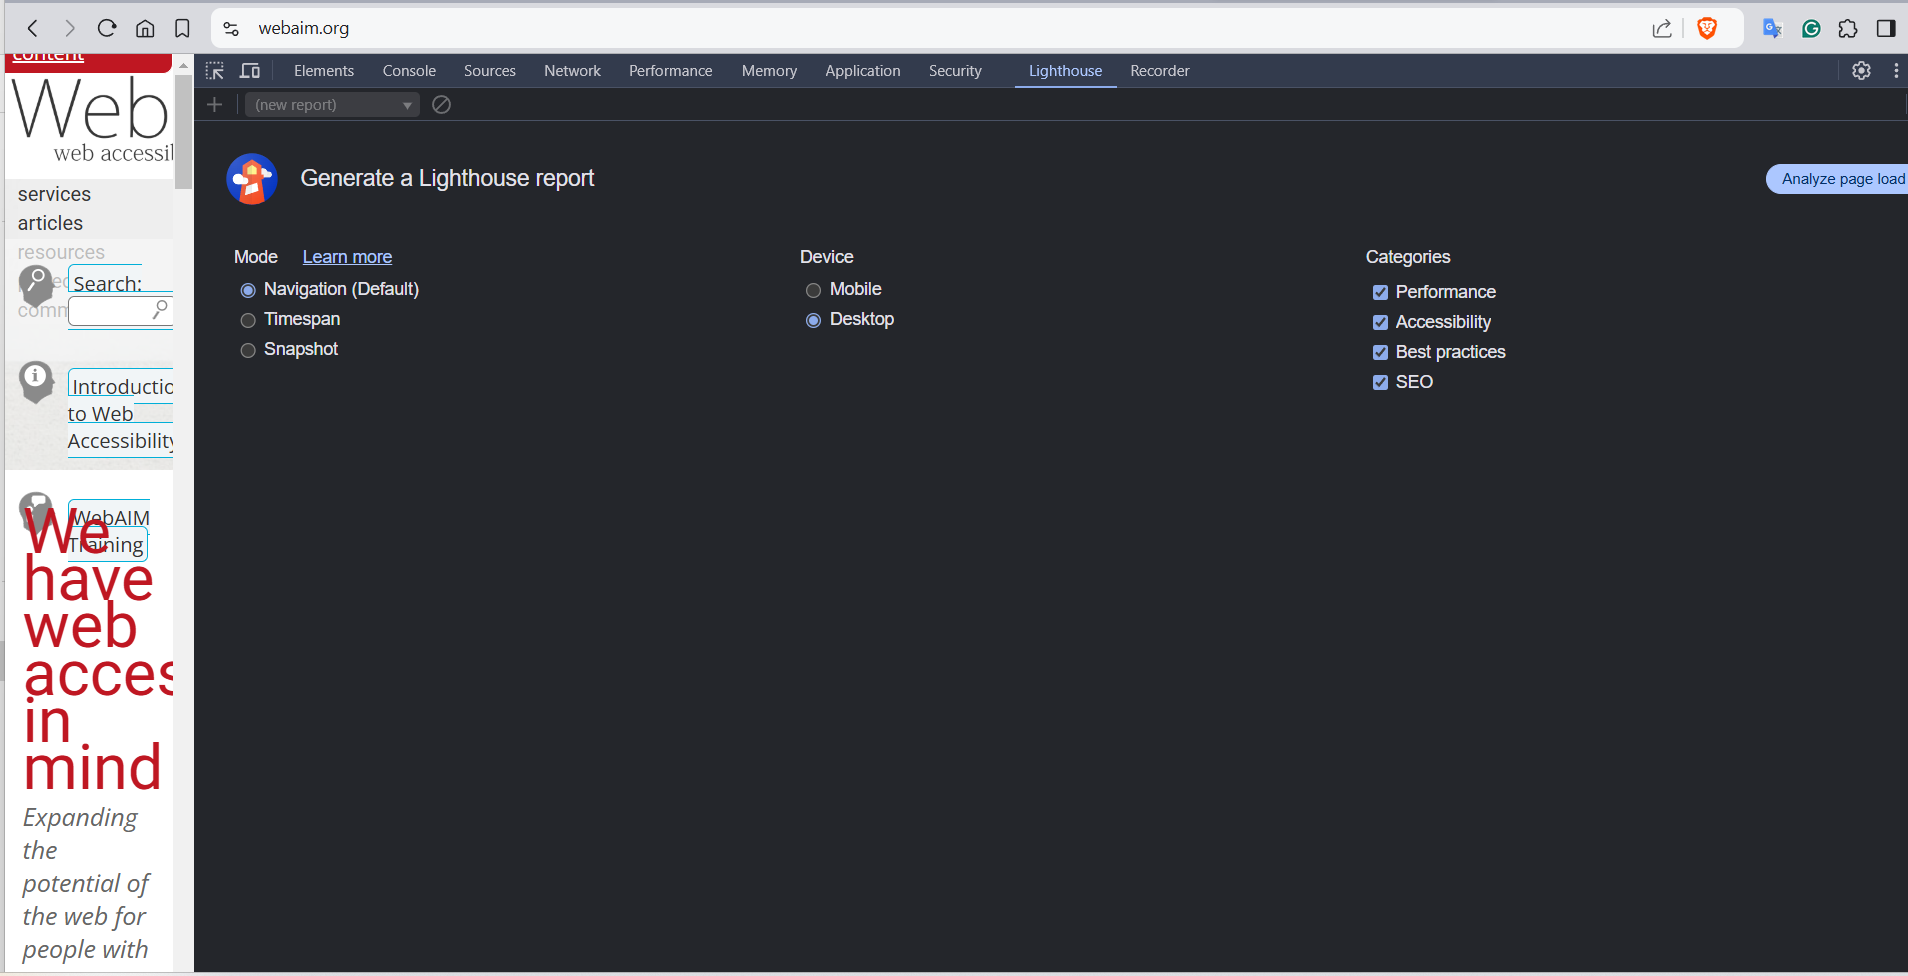 webaim.org
content
Web
web accessil
services
articles
resources
Search:
comm
Introductio
to Web
Accessibility
WebAIM
Training
We
have
web
acces
in
mind
Expanding
the
potential of
the web for
people with
Elements Console Sources Network Performance Memory Application Security Lighthouse Recorder
(new report)
Generate a Lighthouse report
Analyze page load
Mode Learn more
Navigation (Default)
Timespan
Snapshot
Device
Mobile
Desktop
Categories
Performance
Accessibility
Best practices
SEO